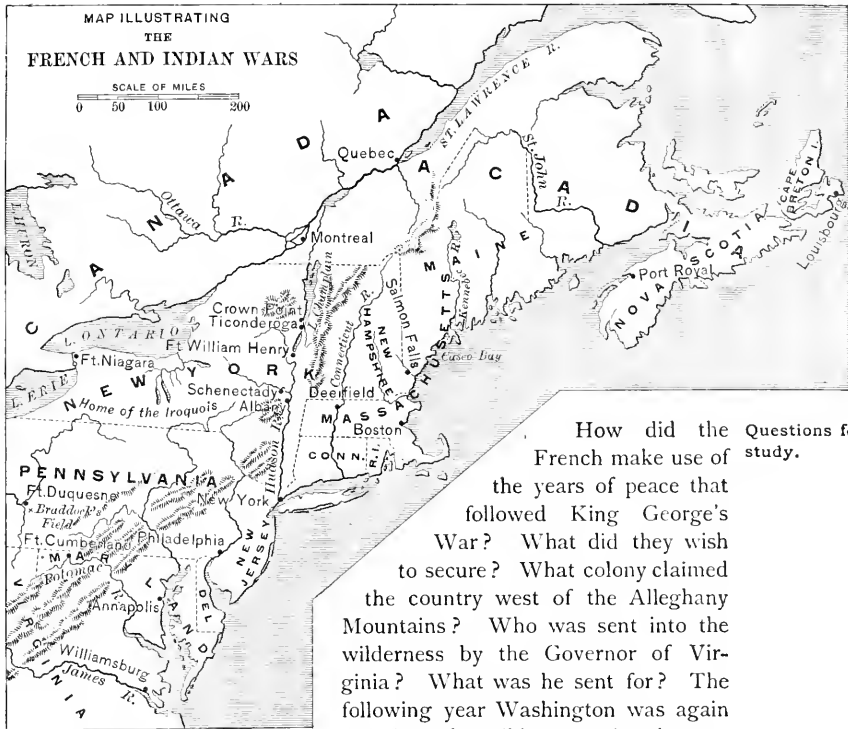 MAP ILLUSTRATING
THE
FRENCH AND INDIAN WARS
SCALE OF MILES
0 50 100 200
CANADA
ACADIA
ST. LAWRENCE R.
Quebec
St. John
R.
Ottawa
R.
Montreal
CAPE
BRETON I.
Louisbourg
NOVA SCOTIA
Port Royal
MAINE
Kennebec R.
L. Champlain
Crown Point
Ticonderoga
Ft. William Henry
L. ONTARIO
Ft. Niagara
L. ERIE
NEW YORK
Home of the Iroquois
Schenectady
Albany
Connecticut R.
NEW
HAMPSHIRE
Salmon Falls
Casco Bay
Deerfield
MASSACHUSETTS
MASSA
Boston
CONN.
R.I.
Hudson R.
PENNSYLVANIA
Ft. Duquesne
Braddock's
Field
New York
Ft. Cumberland
Philadelphia
NEW
JERSEY
MARYLAND
Potomac
DEL
Annapolis
VIRGINIA
Williamsburg
James R.
How did the
French make use of
the years of peace that
followed King George's
War? What did they wish
to secure? What colony claimed
the country west of the Alleghany
Mountains? Who was sent into the
wilderness by the Governor of Vir-
ginia? What was he sent for? The
following year Washington was again
Questions f
study.